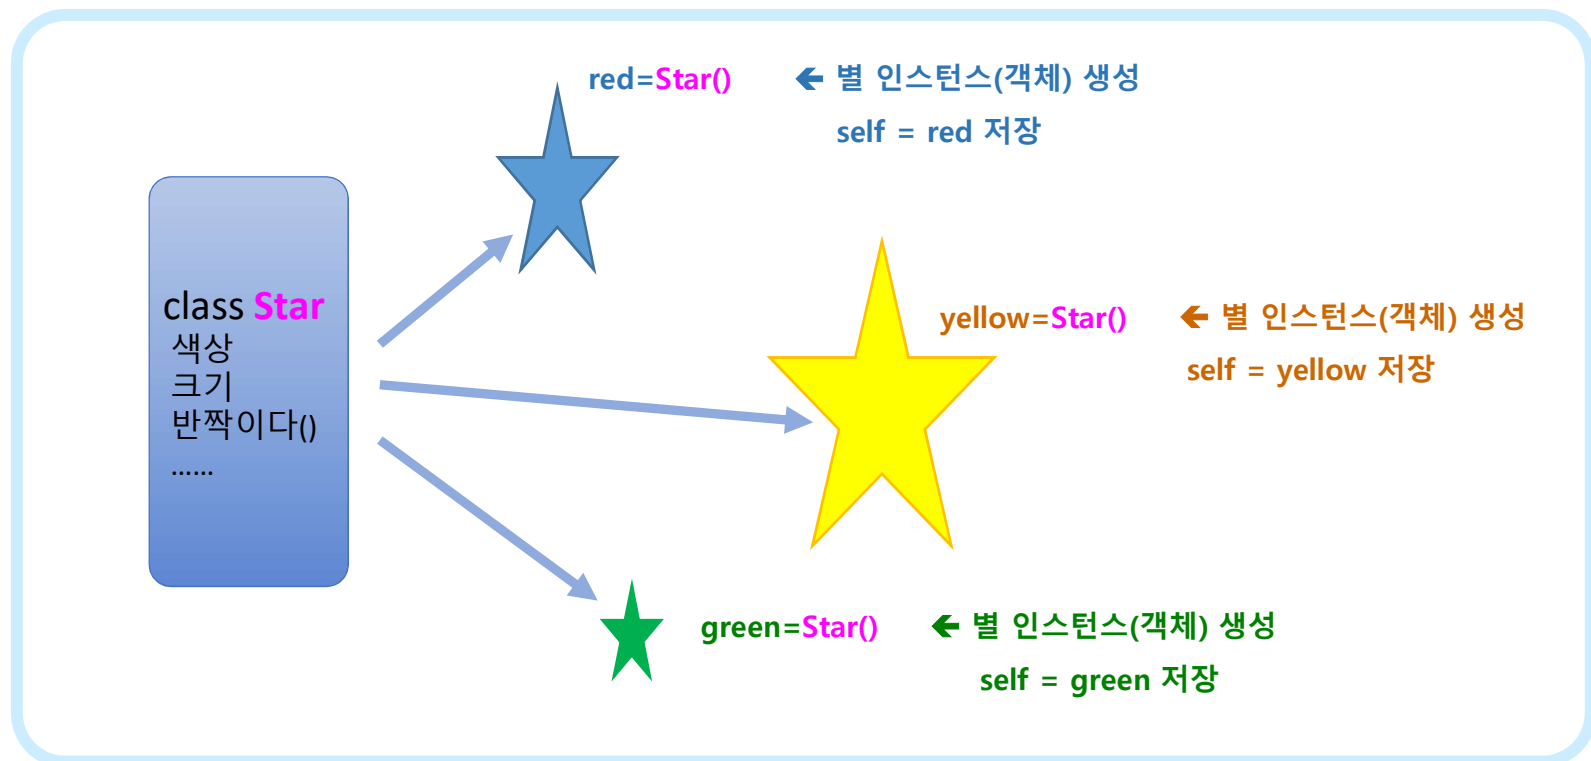 red=Star() 🡸 별 인스턴스(객체) 생성
self = red 저장
class Star
색상
크기
반짝이다()
......
yellow=Star() 🡸 별 인스턴스(객체) 생성
self = yellow 저장
green=Star() 🡸 별 인스턴스(객체) 생성
self = green 저장